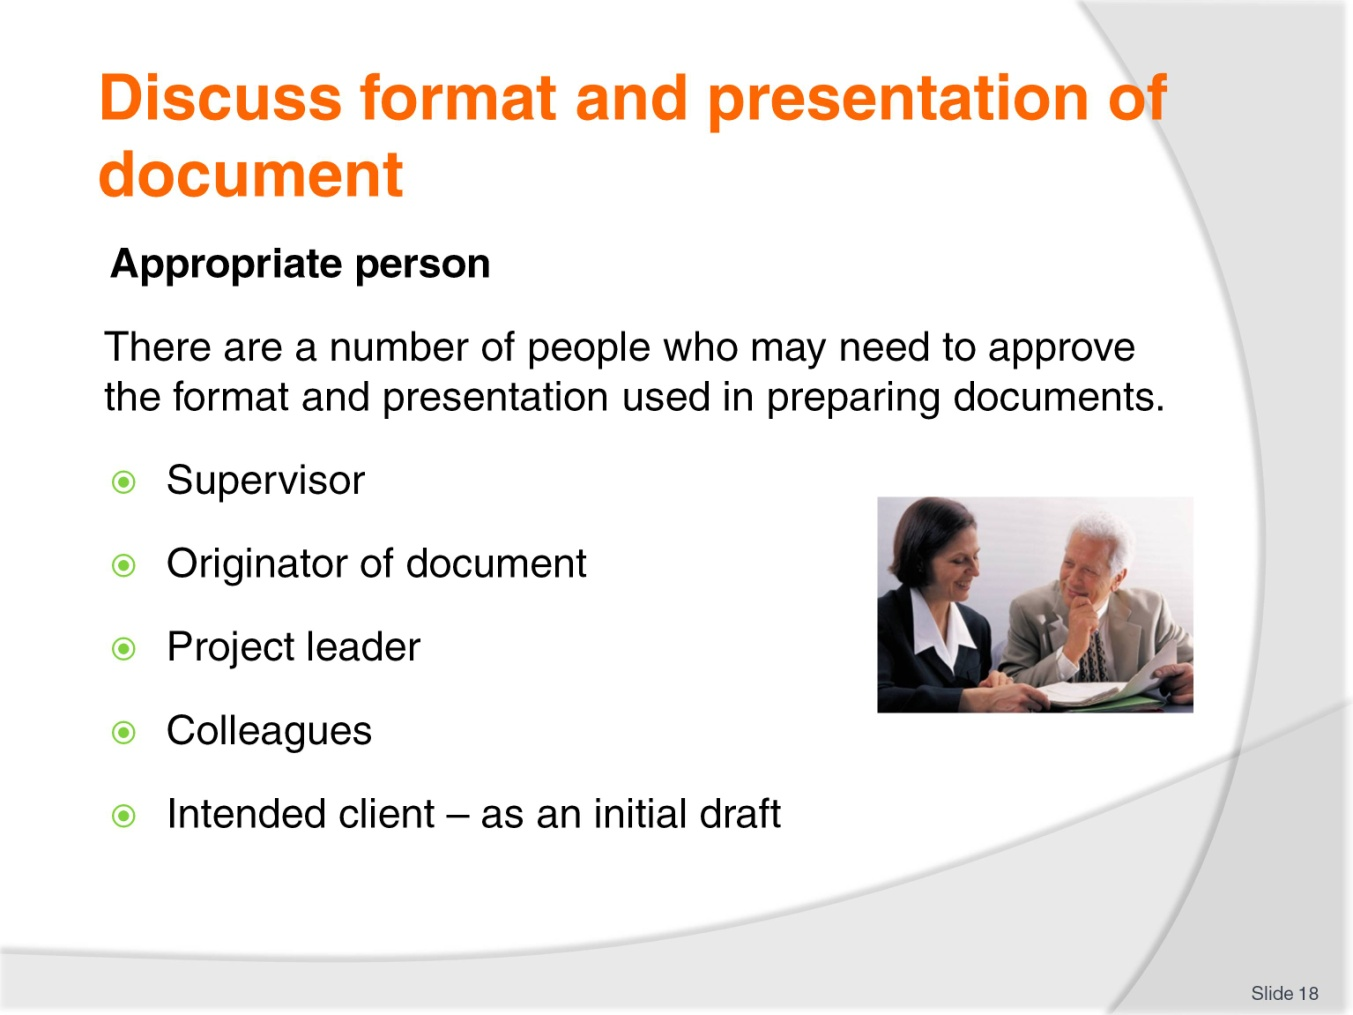 Discuss format and presentation of
document
Appropriate person
There are a number of people who may need to approve
the format and presentation used in preparing documents.
Supervisor
Originator of document
Project leader
Colleagues
Intended client – as an initial draft
Slide 18